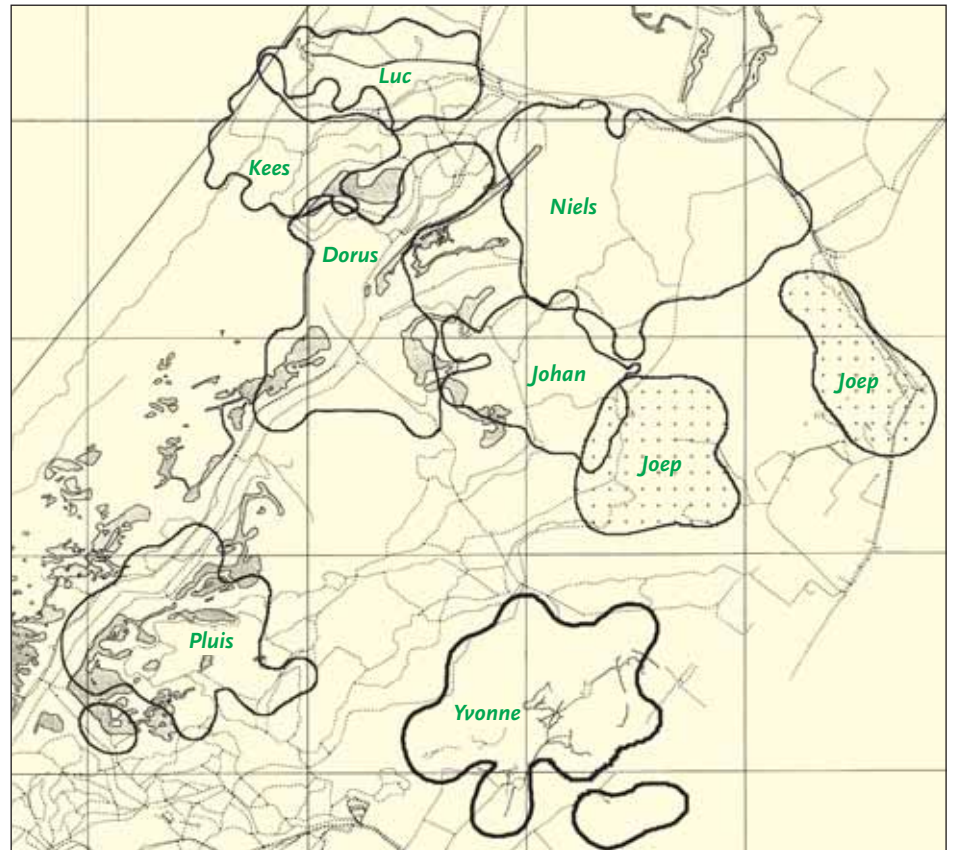 Luc
Kees
Niels
Dorus
Johan
Joep
Joep
Pluis
Yvonne